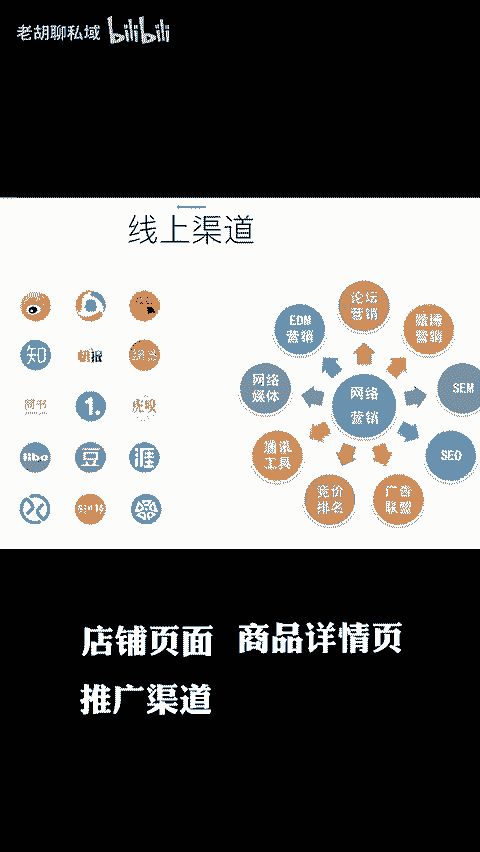 老胡聊私域 bilibili
线上渠道
知
简书
1.
虎嗅
豆
涯
论坛
营销
EDM
营销
微博
营销
网络
媒体
网络
营销
SEM
通讯
工具
SEO
竞价
排名
广告
联盟
店铺页面 商品详情页
推广渠道